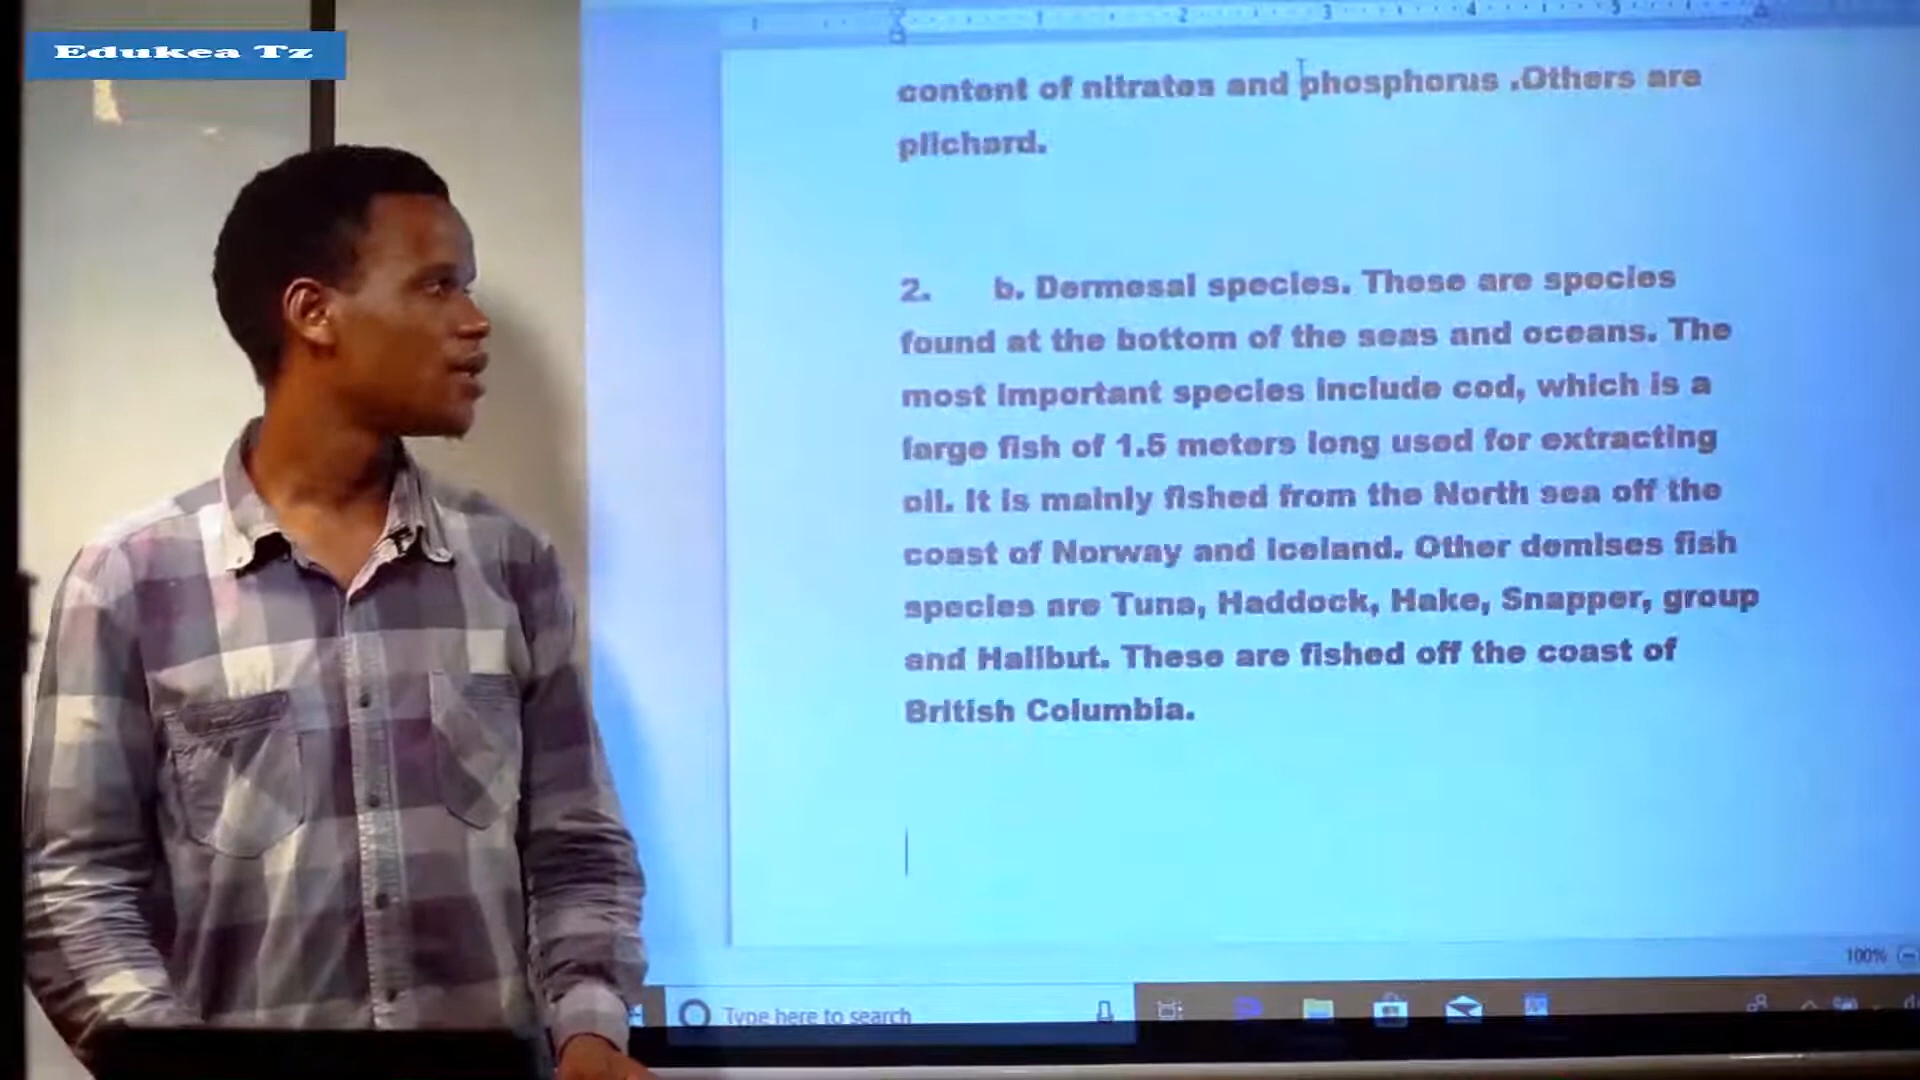 Edukea Tz
content of nitrates and phosphorus .Others are
plichard.
2. b. Dermesal species. These are species
found at the bottom of the seas and oceans. The
most important species include cod, which is a
large fish of 1.5 meters long used for extracting
oil. It is mainly fished from the North sea off the
coast of Norway and Iceland. Other demises fish
species are Tuna, Haddock, Hake, Snapper, group
and Halibut. These are fished off the coast of
British Columbia.
100%
Type here to search